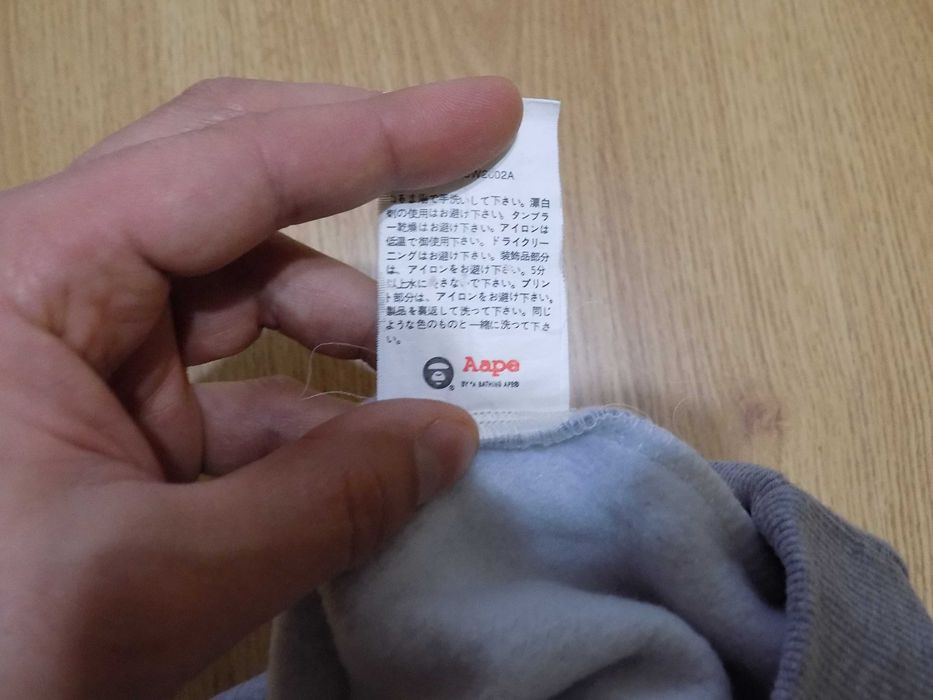 W2002A
ぬるま湯で手洗いして下さい。漂白
剤の使用はお避け下さい。タンブラ
ー乾燥はお避け下さい。アイロンは
低温で御使用下さい。ドライクリー
ニングはお避け下さい。装飾品部分
は、アイロンをお避け下さい。5分
以上水に浸さないで下さい。プリン
ト部分は、アイロンをお避け下さい。
製品を裏返して洗って下さい。同じ
ような色のものと一緒に洗って下さ
い。
Aape
BY *A BATHING APE®